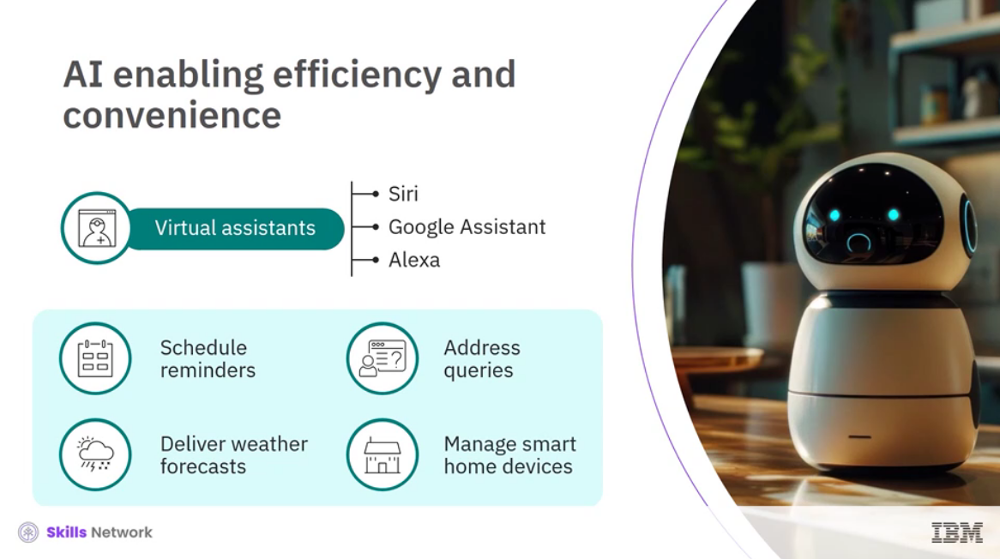 AI enabling efficiency and
convenience
Virtual assistants
Siri
Google Assistant
Alexa
Schedule
reminders
Address
queries
Deliver weather
forecasts
Manage smart
home devices
Skills Network
IBM